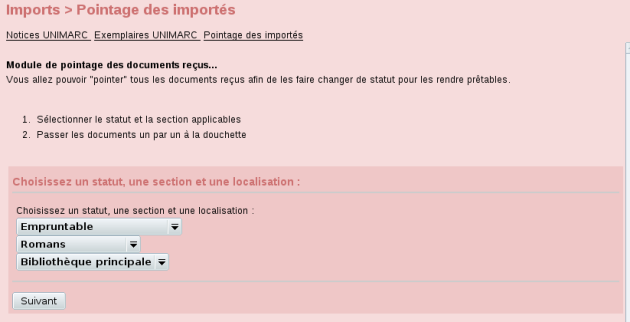 Imports > Pointage des importés
Notices UNIMARC Exemplaires UNIMARC Pointage des importés
Module de pointage des documents reçus...
Vous allez pouvoir "pointer" tous les documents reçus afin de les faire changer de statut pour les rendre prêtables.
1. Sélectionner le statut et la section applicables
2. Passer les documents un par un á la douchette
Choisissez un statut, une section et une localisation :
Choisissez un statut, une section et une localisation :
Empruntable
Romans
Bibliothèque principale
Suivant